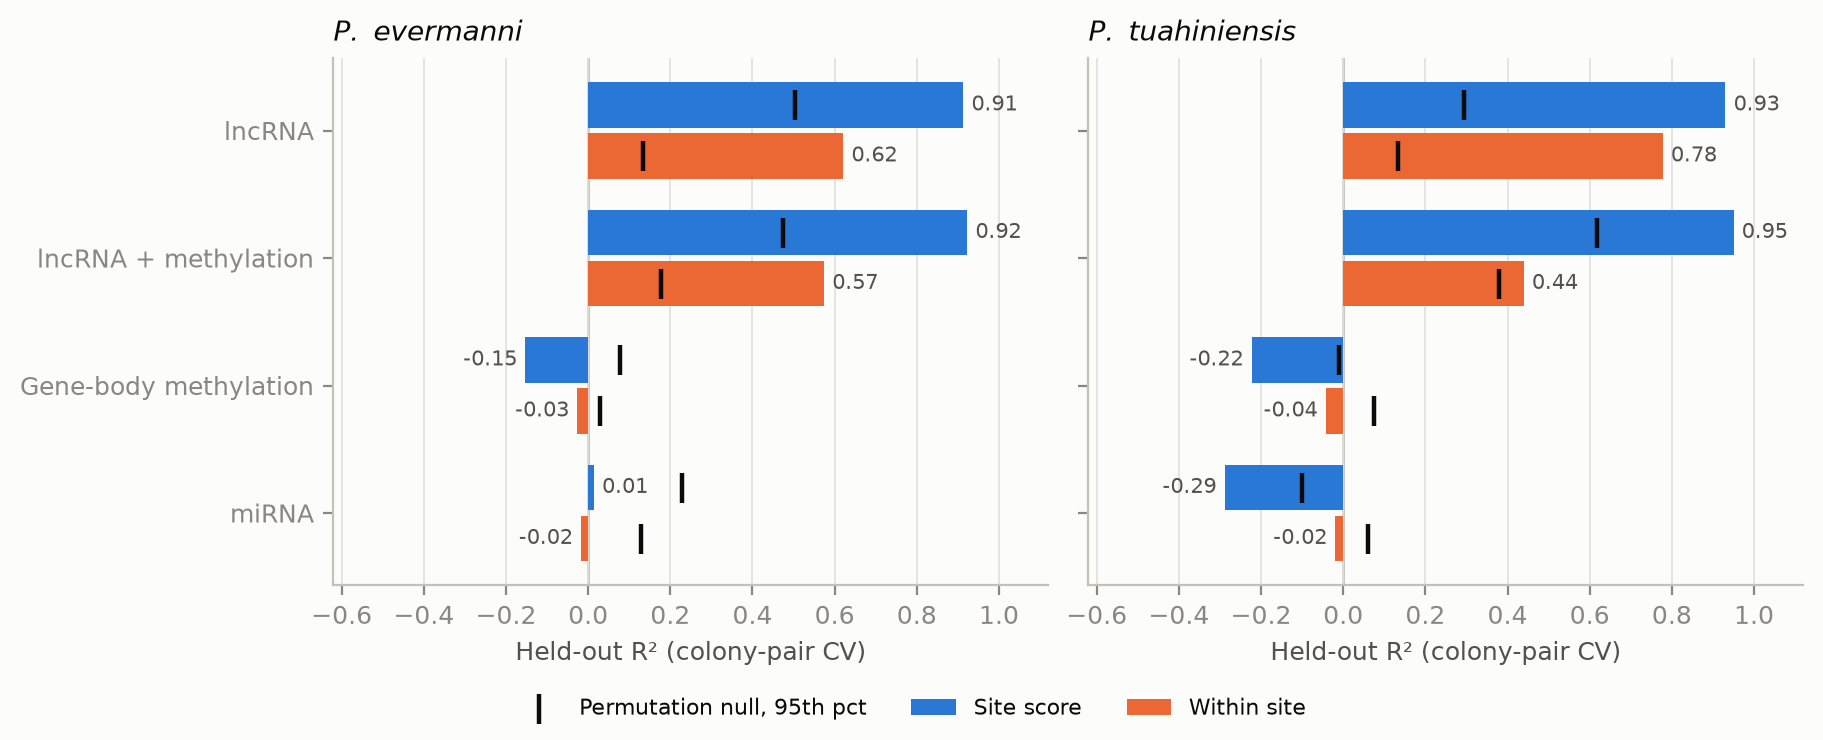 P. evermanni
P. tuahiniensis
lncRNA
lncRNA + methylation
Gene-body methylation
miRNA
0.91
0.62
0.92
0.57
-0.15
-0.03
0.01
-0.02
0.93
0.78
0.95
0.44
-0.22
-0.04
-0.29
-0.02
−0.6 −0.4 −0.2 0.0 0.2 0.4 0.6 0.8 1.0
−0.6 −0.4 −0.2 0.0 0.2 0.4 0.6 0.8 1.0
Held-out R² (colony-pair CV)
Held-out R² (colony-pair CV)
Permutation null, 95th pct
Site score
Within site